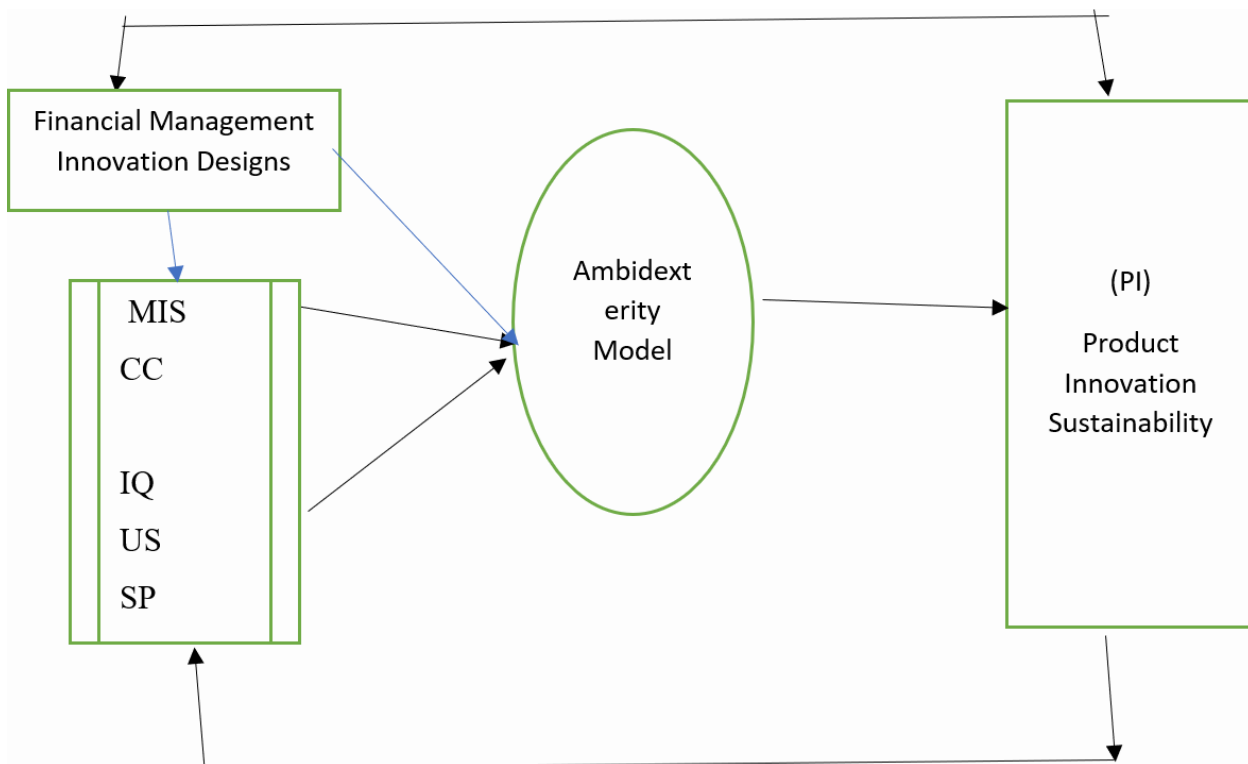 Financial Management
Innovation Designs
MIS
CC
IQ
US
SP
Ambidext
erity
Model
(PI)
Product
Innovation
Sustainability